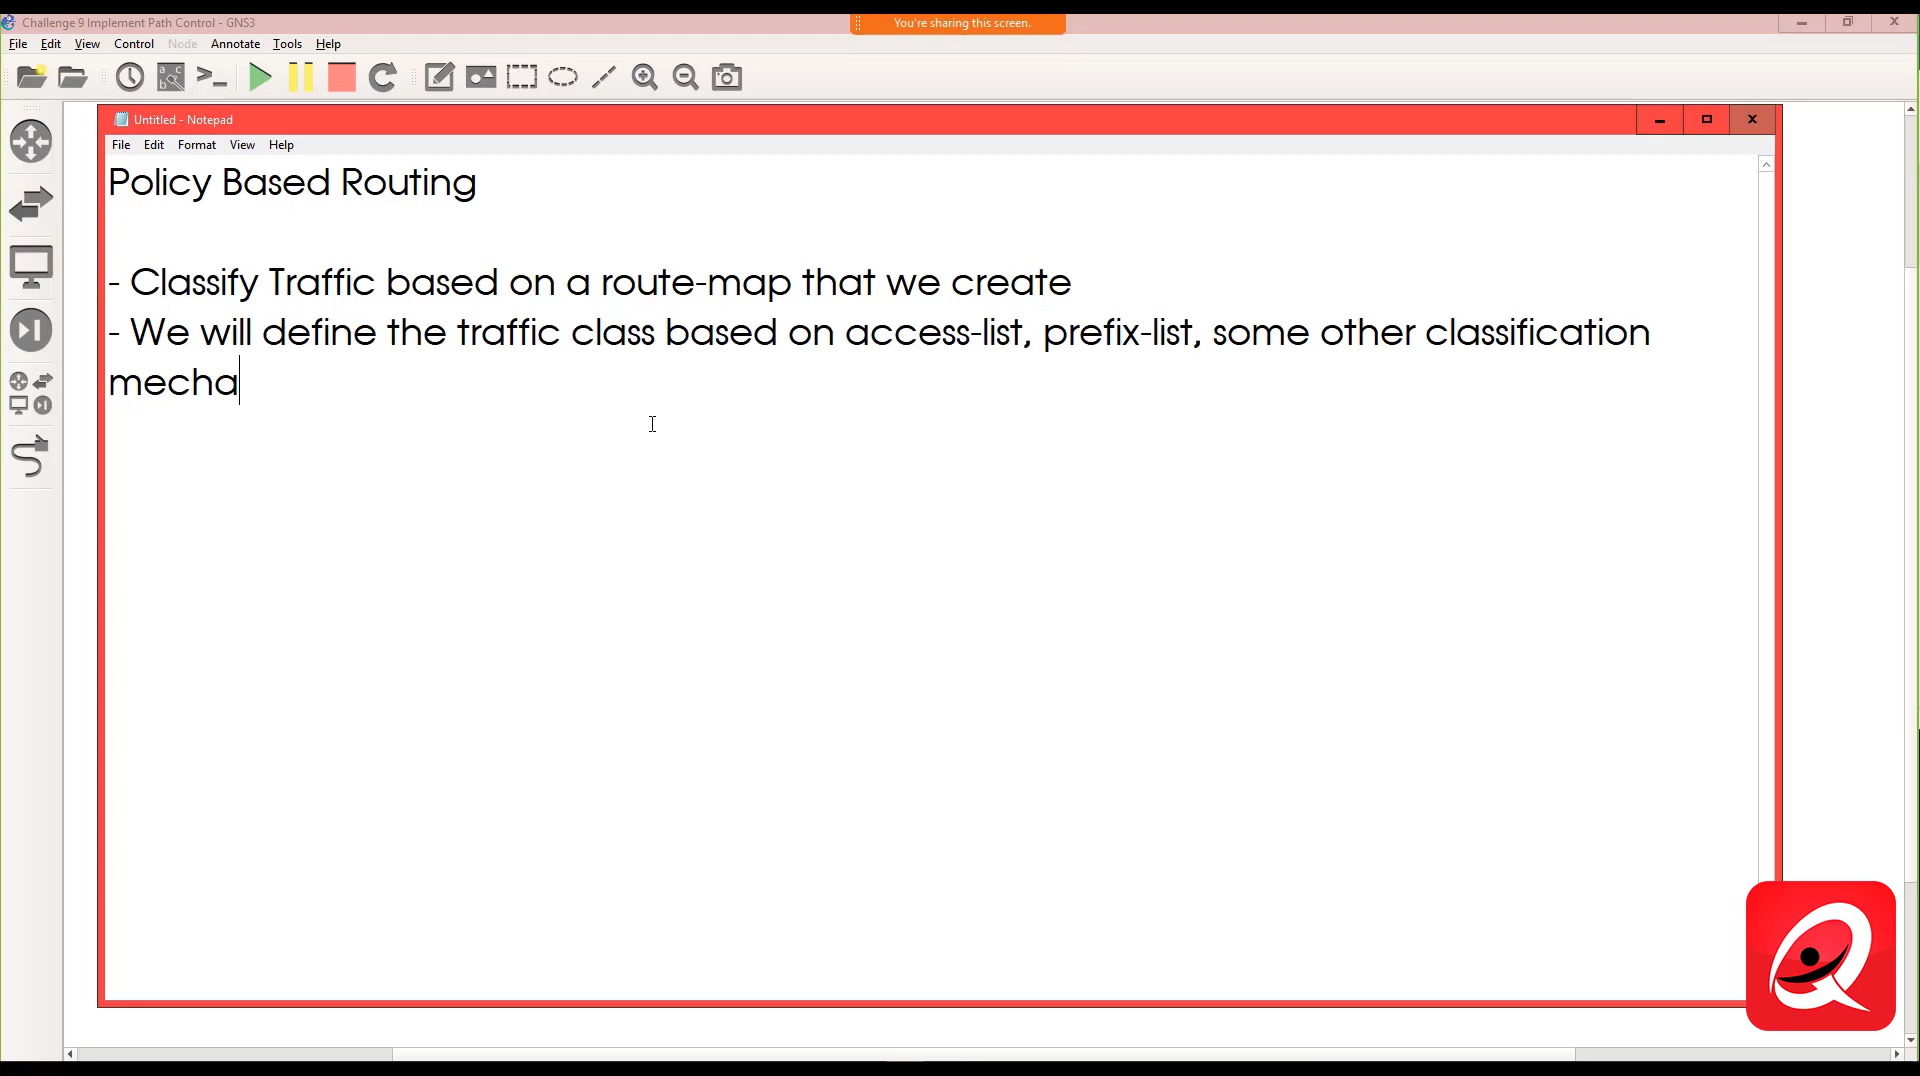 Challenge 9 Implement Path Control - GNS3
You're sharing this screen.
File Edit View Control Node Annotate Tools Help
Untitled - Notepad
File Edit Format View Help
Policy Based Routing
- Classify Traffic based on a route-map that we create
- We will define the traffic class based on access-list, prefix-list, some other classification
mecha